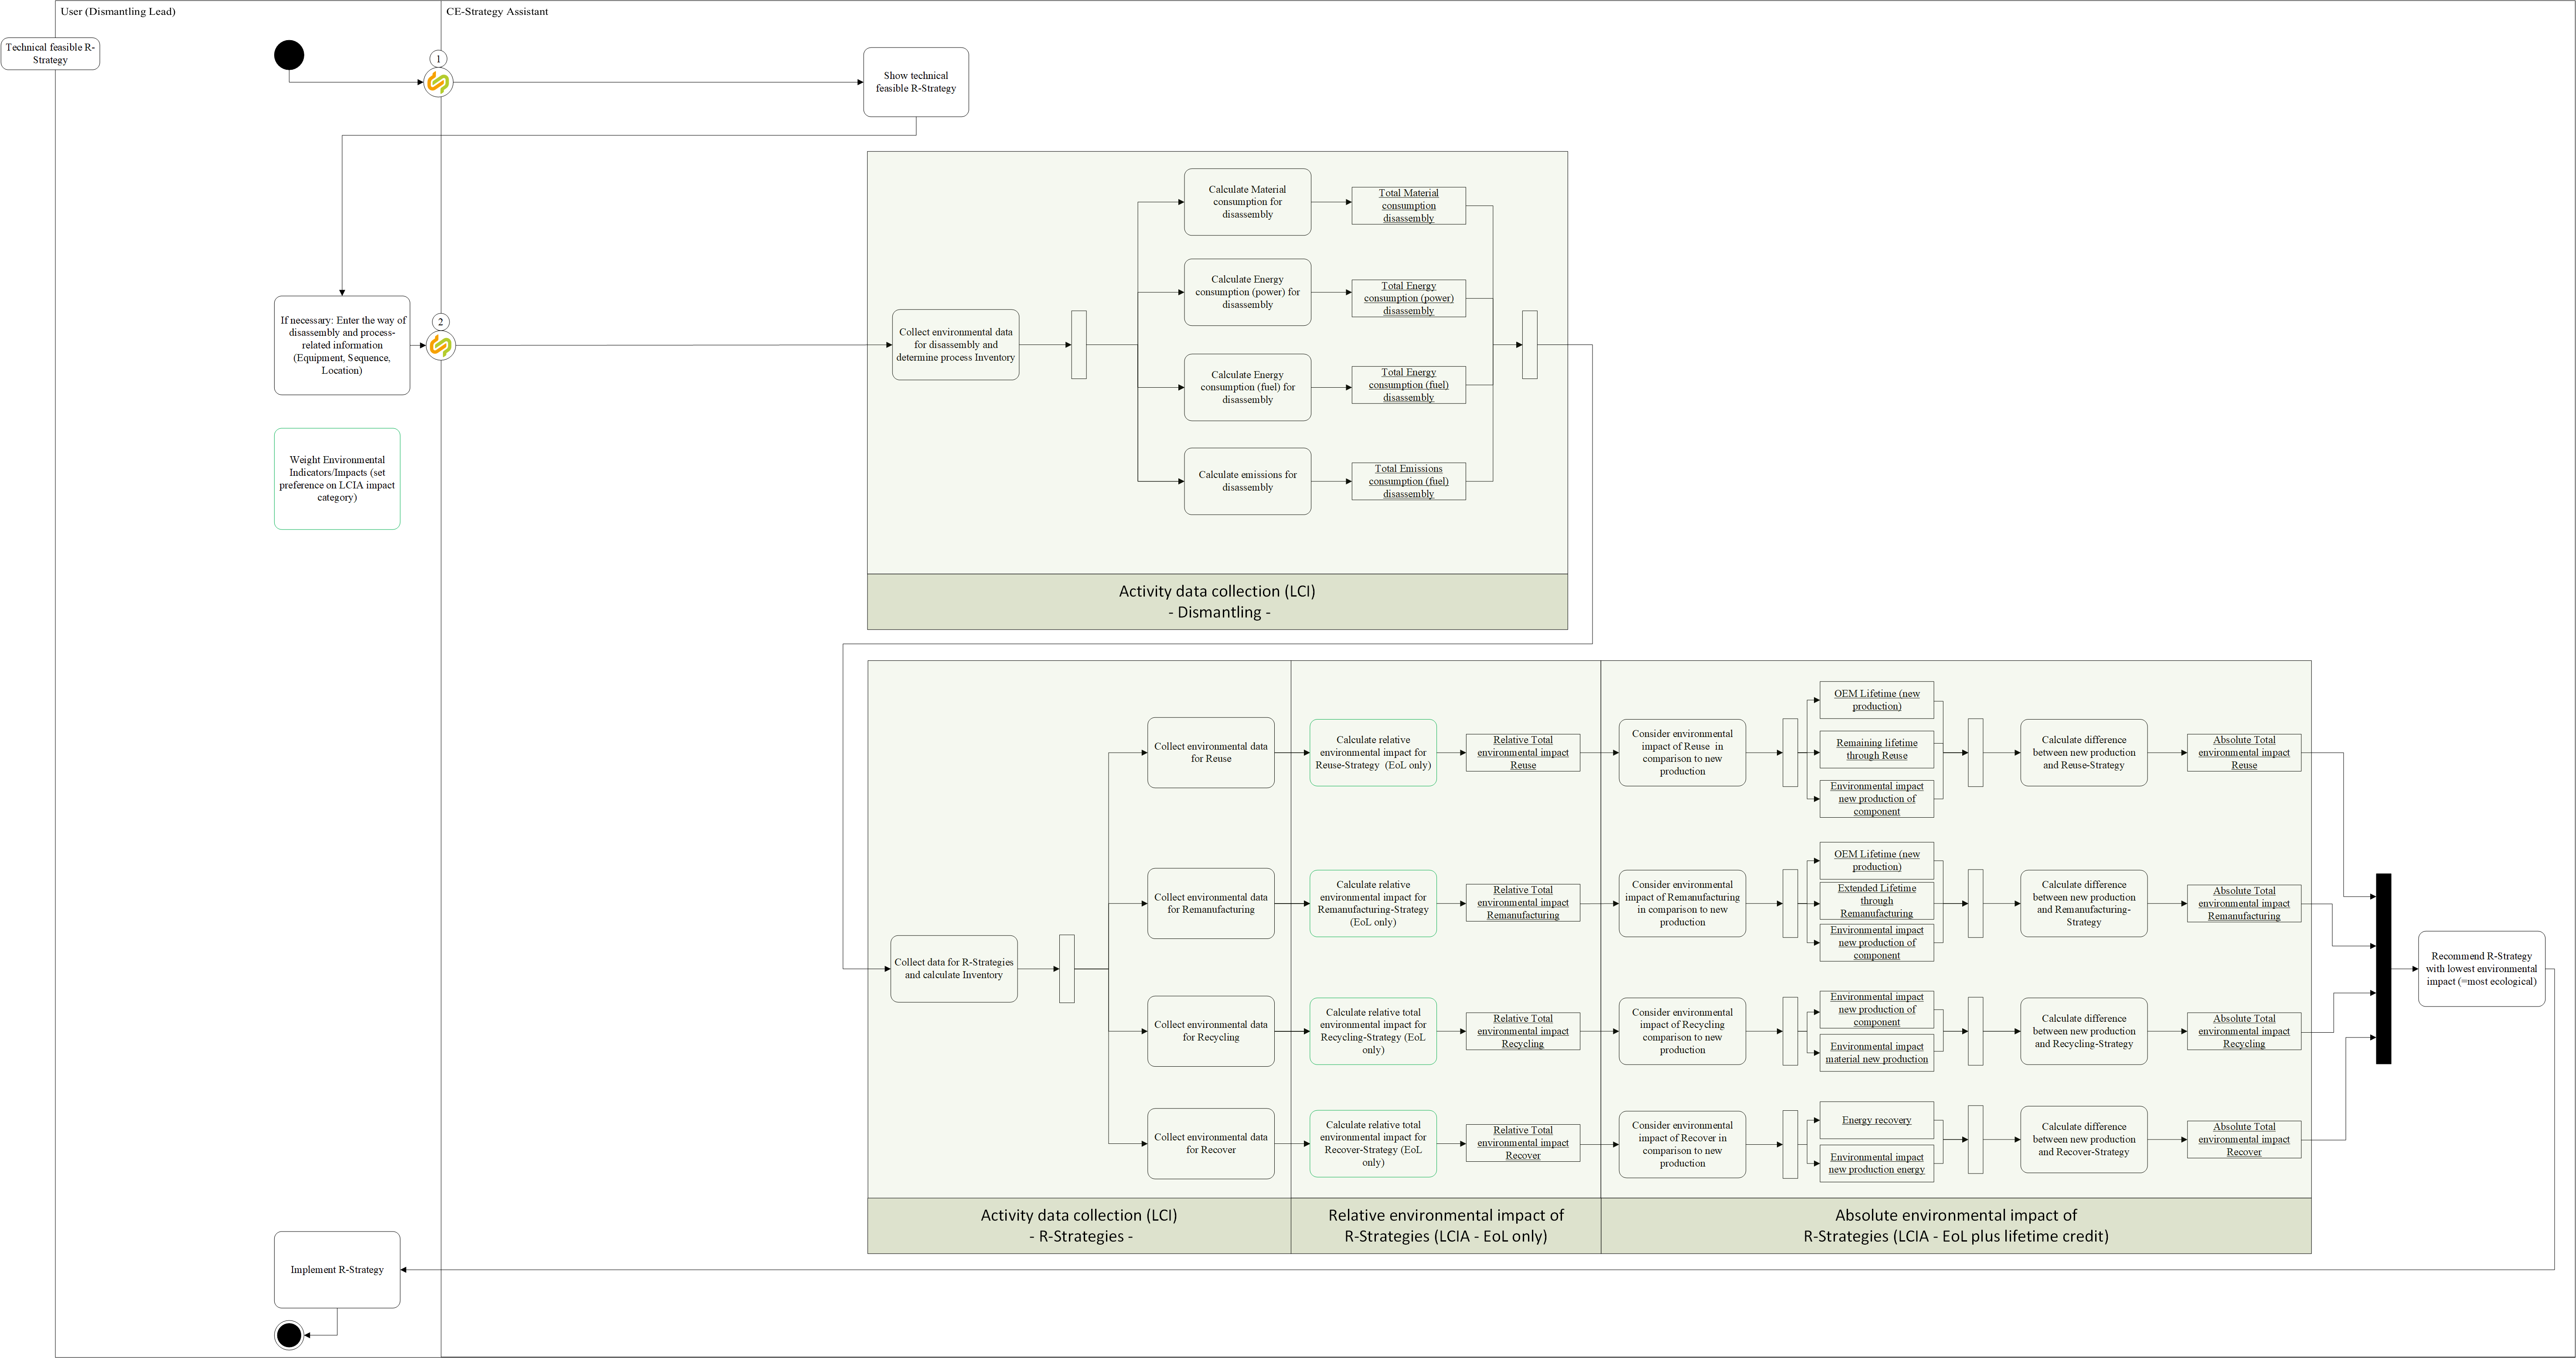 User (Dismantling Lead)
CE-Strategy Assistant
Technical feasible R-
Strategy
1
Show technical
feasible R-Strategy
Calculate Material
consumption for
disassembly
Total Material
consumption
disassembly
Calculate Energy
consumption (power) for
disassembly
Total Energy
consumption (power)
disassembly
If necessary: Enter the way of
disassembly and process-
related information
(Equipment, Sequence,
Location)
2
Collect environmental data
for disassembly and
determine process Inventory
Calculate Energy
consumption (fuel) for
disassembly
Total Energy
consumption (fuel)
disassembly
Weight Environmental
Indicators/Impacts (set
preference on LCIA impact
category)
Calculate emissions for
disassembly
Total Emissions
consumption (fuel)
disassembly
Activity data collection (LCI)
- Dismantling -
Collect data for R-Strategies
and calculate Inventory
Collect environmental data
for Reuse
Calculate relative
environmental impact for
Reuse-Strategy  (EoL only)
Relative Total
environmental impact
Reuse
Consider environmental
impact of Reuse  in
comparison to new
production
OEM Lifetime (new
production)
Remaining lifetime
through Reuse
Environmental impact
new production of
component
Calculate difference
between new production
and Reuse-Strategy
Absolute Total
environmental impact
Reuse
Collect environmental data
for Remanufacturing
Calculate relative
environmental impact for
Remanufacturing-Strategy
(EoL only)
Relative Total
environmental impact
Remanufacturing
Consider environmental
impact of Remanufacturing
in comparison to new
production
OEM Lifetime (new
production)
Extended Lifetime
through
Remanufacturing
Environmental impact
new production of
component
Calculate difference
between new production
and Remanufacturing-
Strategy
Absolute Total
environmental impact
Remanufacturing
Collect environmental data
for Recycling
Calculate relative total
environmental impact for
Recycling-Strategy (EoL
only)
Relative Total
environmental impact
Recycling
Consider environmental
impact of Recycling
comparison to new
production
Environmental impact
new production of
component
Environmental impact
material new production
Calculate difference
between new production
and Recycling-Strategy
Absolute Total
environmental impact
Recycling
Collect environmental data
for Recover
Calculate relative total
environmental impact for
Recover-Strategy (EoL
only)
Relative Total
environmental impact
Recover
Consider environmental
impact of Recover in
comparison to new
production
Energy recovery
Environmental impact
new production energy
Calculate difference
between new production
and Recover-Strategy
Absolute Total
environmental impact
Recover
Recommend R-Strategy
with lowest environmental
impact (=most ecological)
Activity data collection (LCI)
- R-Strategies -
Relative environmental impact of
R-Strategies (LCIA - EoL only)
Absolute environmental impact of
R-Strategies (LCIA - EoL plus lifetime credit)
Implement R-Strategy